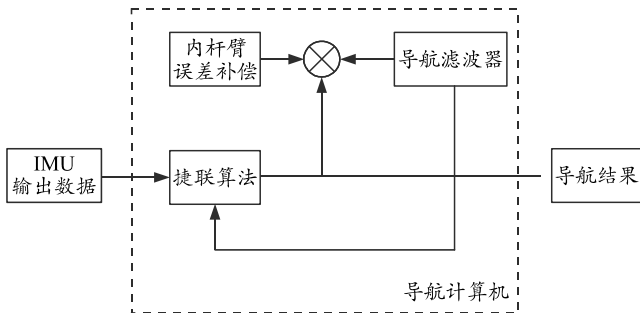 内杆臂
误差补偿
导航滤波器
IMU
输出数据
捷联算法
导航结果
导航计算机